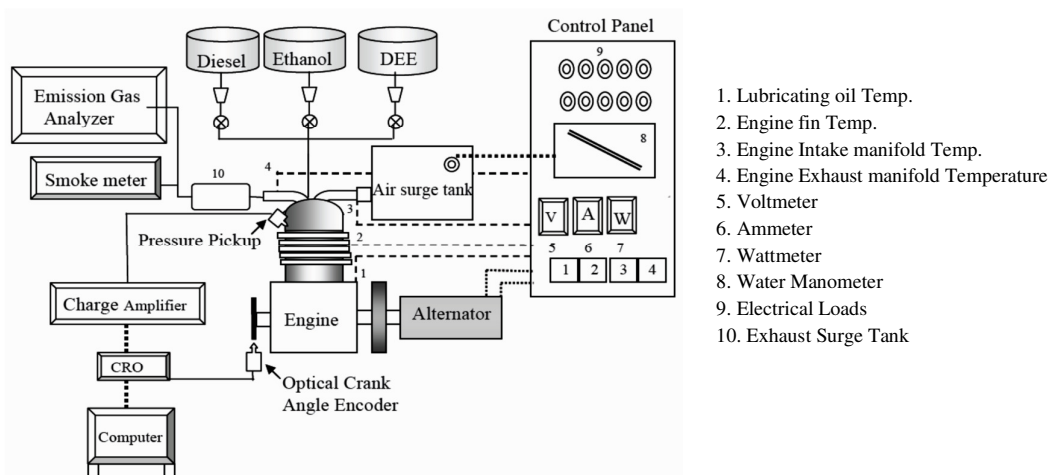 Control Panel
Diesel
Ethanol
DEE
9
Emission Gas
Analyzer
8
Smoke meter
10
4
Air surge tank
3
V
A
W
Pressure Pickup
2
5
6
7
1
1
2
3
4
Charge Amplifier
Engine
Alternator
CRO
Optical Crank
Angle Encoder
Computer
1. Lubricating oil Temp.
2. Engine fin Temp.
3. Engine Intake manifold Temp.
4. Engine Exhaust manifold Temperature
5. Voltmeter
6. Ammeter
7. Wattmeter
8. Water Manometer
9. Electrical Loads
10. Exhaust Surge Tank